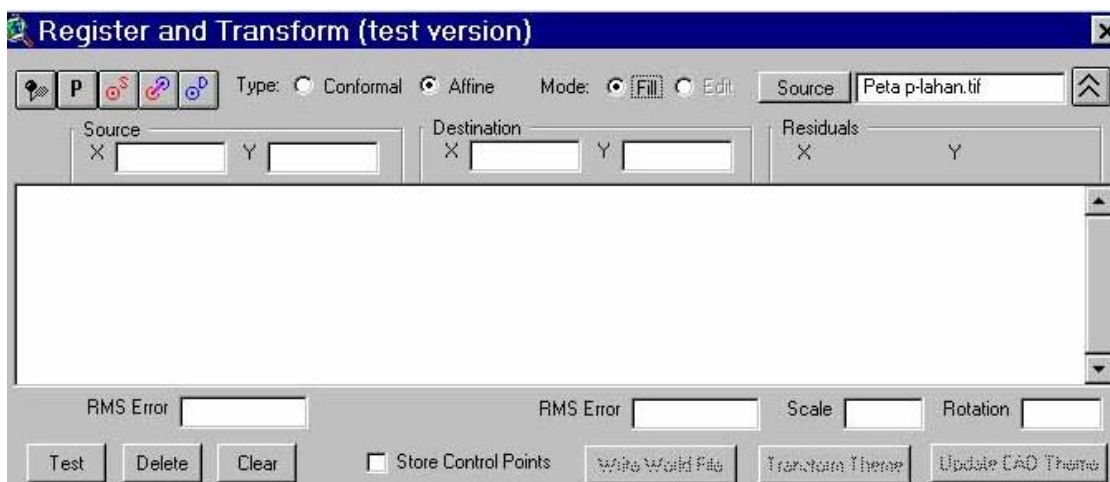 Register and Transform (test version)
P S D Type: Conformal Affine Mode: Fill Edit Source Peta p-lahan.tif
Source Destination Residuals
X Y X Y X Y
RMS Error RMS Error Scale Rotation
Test Delete Clear Store Control Points Write World File Transform Theme Update CAD Theme